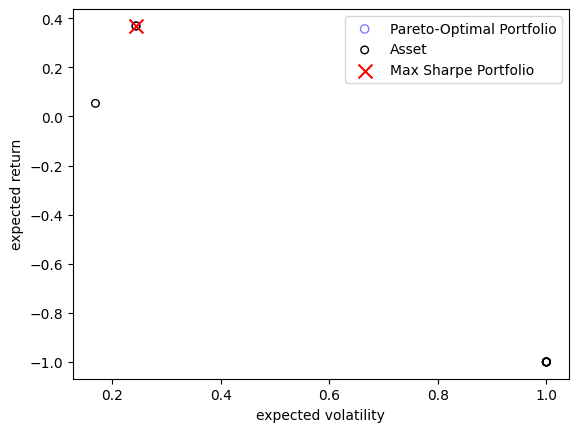 Pareto-Optimal Portfolio
Asset
Max Sharpe Portfolio
0.4
0.2
0.0
−0.2
−0.4
−0.6
−0.8
−1.0
expected return
0.2
0.4
0.6
0.8
1.0
expected volatility